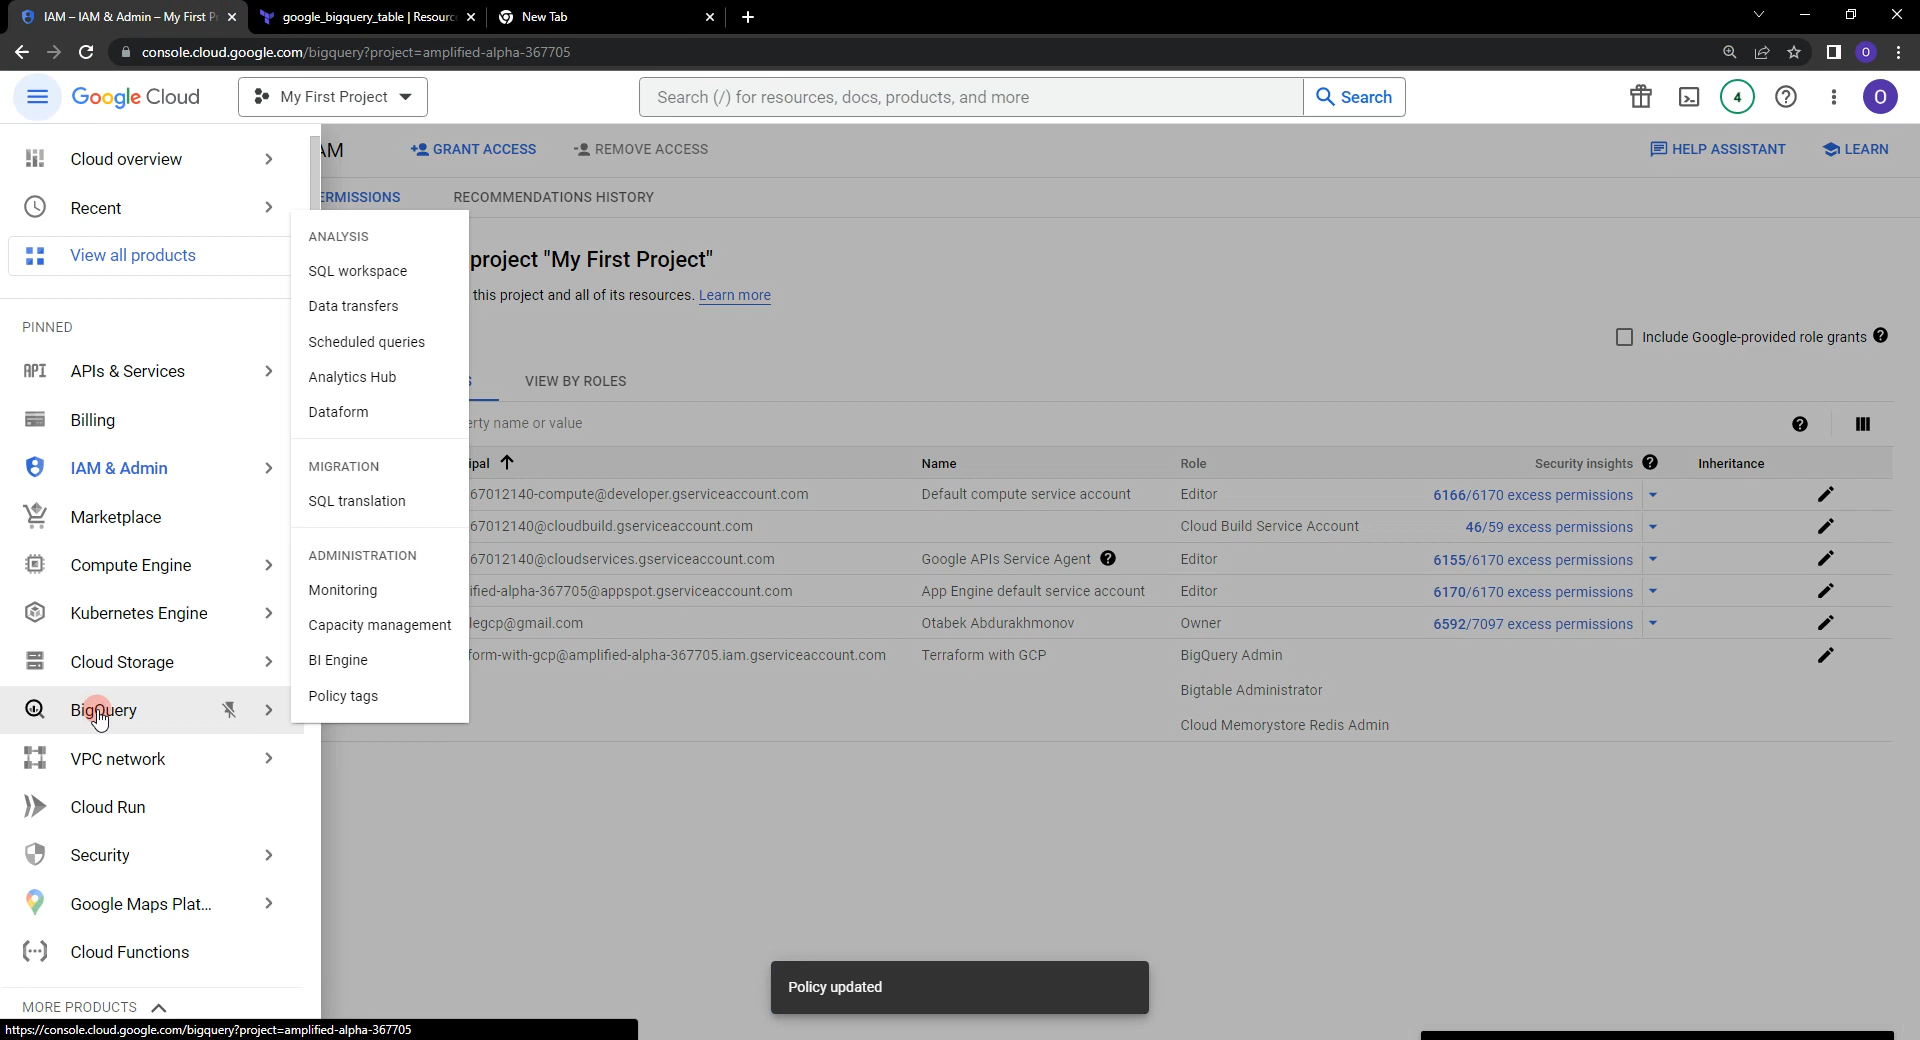 IAM – IAM & Admin – My First P
google_bigquery_table | Resourc
New Tab
console.cloud.google.com/bigquery?project=amplified-alpha-367705
O
Google Cloud
My First Project
Search (/) for resources, docs, products, and more
Search
4
O
Cloud overview
Recent
View all products
PINNED
API
APIs & Services
Billing
IAM & Admin
Marketplace
Compute Engine
Kubernetes Engine
Cloud Storage
BigQuery
VPC network
Cloud Run
Security
Google Maps Plat...
Cloud Functions
MORE PRODUCTS
https://console.cloud.google.com/bigquery?project=amplified-alpha-367705
ANALYSIS
SQL workspace
Data transfers
Scheduled queries
Analytics Hub
Dataform
MIGRATION
SQL translation
ADMINISTRATION
Monitoring
Capacity management
BI Engine
Policy tags
AM
GRANT ACCESS
REMOVE ACCESS
HELP ASSISTANT
LEARN
ERMISSIONS
RECOMMENDATIONS HISTORY
project "My First Project"
this project and all of its resources. Learn more
Include Google-provided role grants
VIEW BY ROLES
erty name or value
ipal
Name
Role
Security insights
Inheritance
67012140-compute@developer.gserviceaccount.com
Default compute service account
Editor
6166/6170 excess permissions
67012140@cloudbuild.gserviceaccount.com
Cloud Build Service Account
46/59 excess permissions
67012140@cloudservices.gserviceaccount.com
Google APIs Service Agent
Editor
6155/6170 excess permissions
ified-alpha-367705@appspot.gserviceaccount.com
App Engine default service account
Editor
6170/6170 excess permissions
legcp@gmail.com
Otabek Abdurakhmonov
Owner
6592/7097 excess permissions
form-with-gcp@amplified-alpha-367705.iam.gserviceaccount.com
Terraform with GCP
BigQuery Admin
Bigtable Administrator
Cloud Memorystore Redis Admin
Policy updated